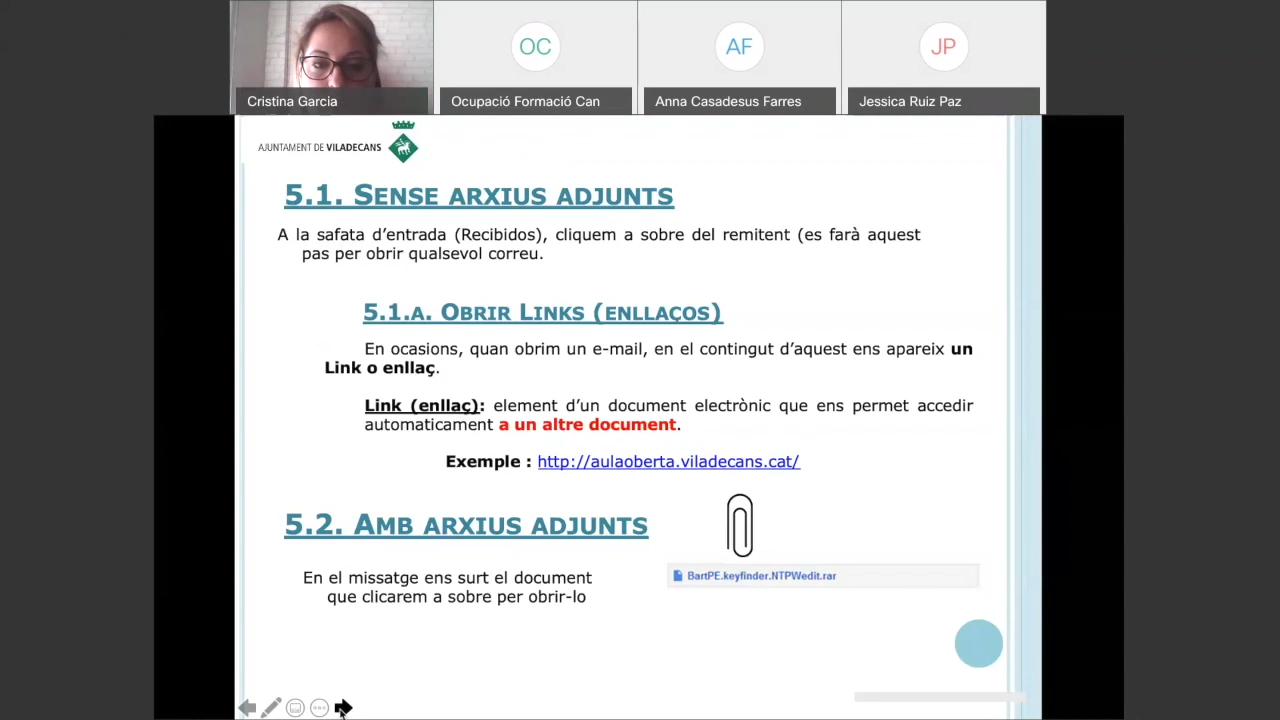 OC
AF
JP
Cristina Garcia
Ocupació Formació Can
Anna Casadesus Farres
Jessica Ruiz Paz
AJUNTAMENT DE VILADECANS
5.1. SENSE ARXIUS ADJUNTS
A la safata d’entrada (Recibidos), cliquem a sobre del remitent (es farà aquest
pas per obrir qualsevol correu.
5.1.A. OBRIR LINKS (ENLLAÇOS)
En ocasions, quan obrim un e-mail, en el contingut d’aquest ens apareix un
Link o enllaç.
Link (enllaç): element d’un document electrònic que ens permet accedir
automaticament a un altre document.
Exemple : http://aulaoberta.viladecans.cat/
5.2. AMB ARXIUS ADJUNTS
BartPE.keyfinder.NTPWedit.rar
En el missatge ens surt el document
que clicarem a sobre per obrir-lo